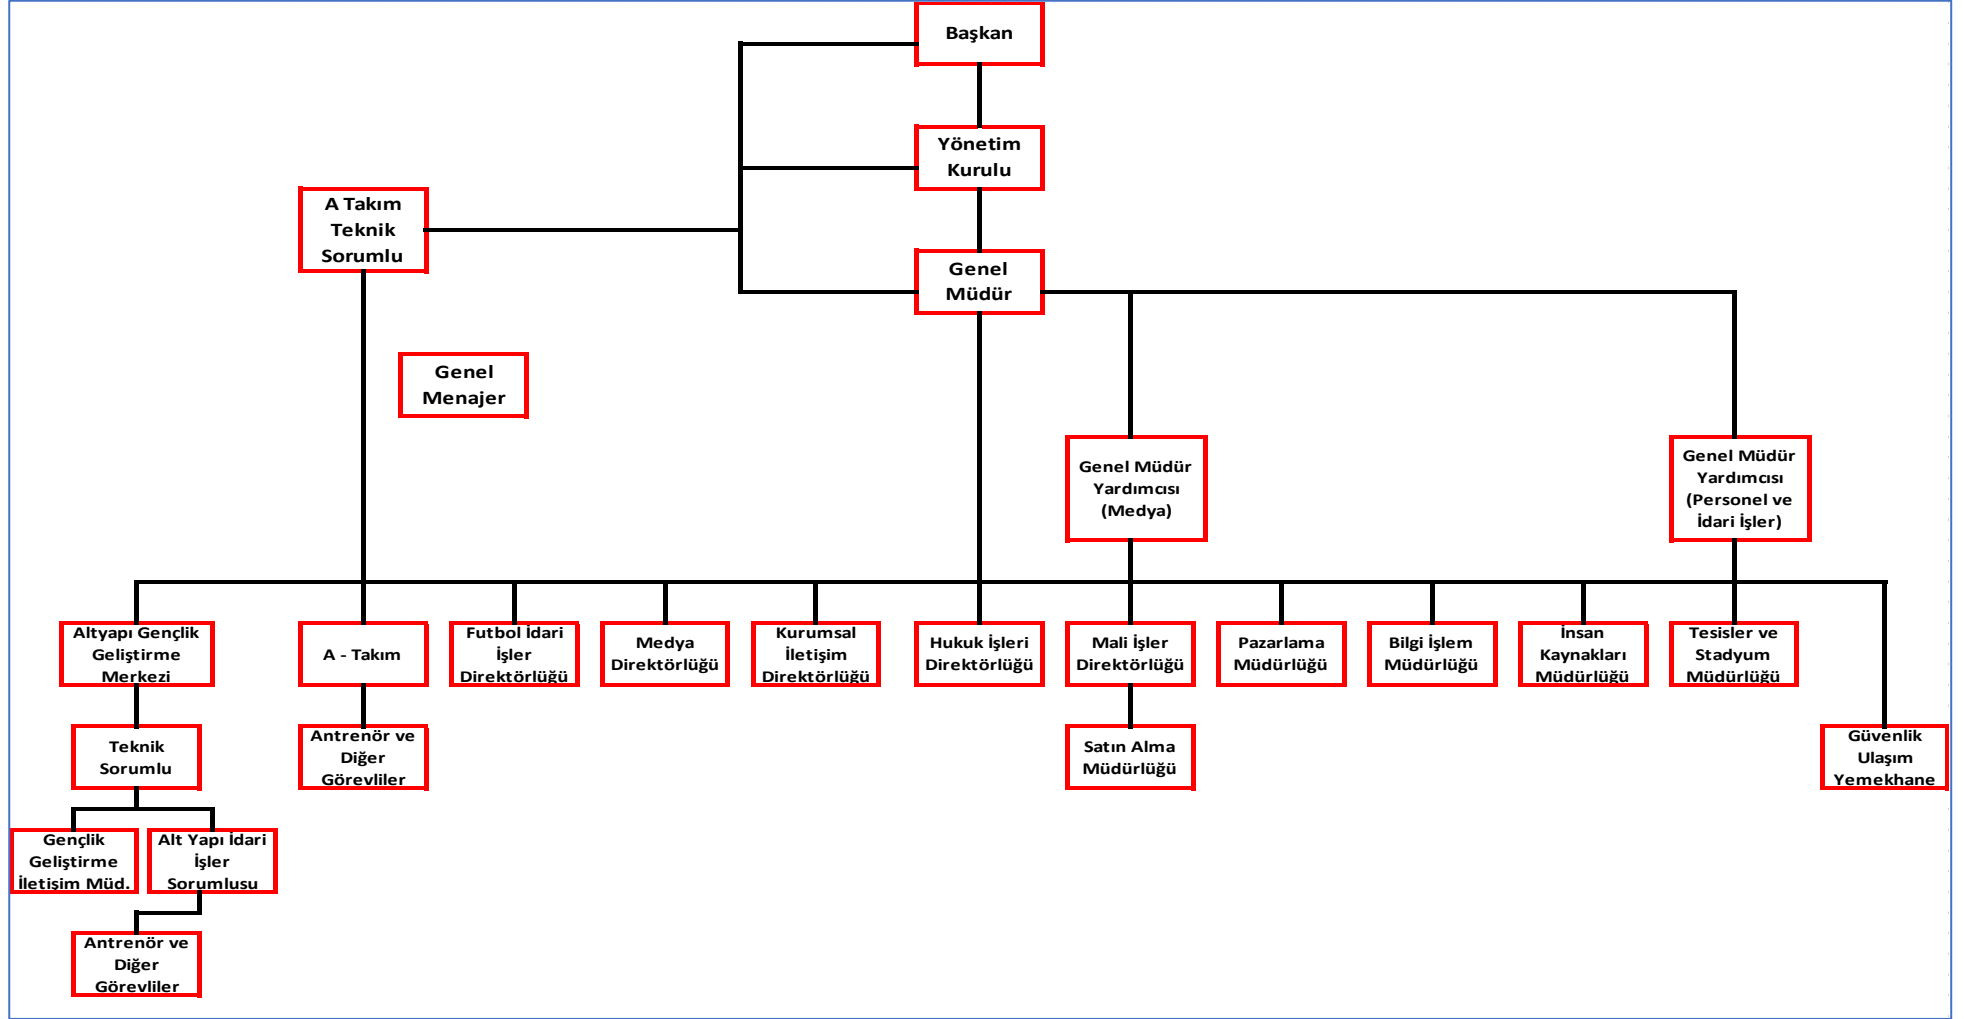 Başkan
Yönetim
Kurulu
A Takım
Teknik
Sorumlu
Genel
Müdür
Genel
Menajer
Genel Müdür
Yardımcısı
(Medya)
Genel Müdür
Yardımcısı
(Personel ve
İdari İşler)
Altyapı Gençlik
Geliştirme
Merkezi
A - Takım
Futbol İdari
İşler
Direktörlüğü
Medya
Direktörlüğü
Kurumsal
İletişim
Direktörlüğü
Hukuk İşleri
Direktörlüğü
Mali İşler
Direktörlüğü
Pazarlama
Müdürlüğü
Bilgi İşlem
Müdürlüğü
İnsan
Kaynakları
Müdürlüğü
Tesisler ve
Stadyum
Müdürlüğü
Teknik
Sorumlu
Antrenör ve
Diğer
Görevliler
Satın Alma
Müdürlüğü
Güvenlik
Ulaşım
Yemekhane
Gençlik
Geliştirme
İletişim Müd.
Alt Yapı İdari
İşler
Sorumlusu
Antrenör ve
Diğer
Görevliler